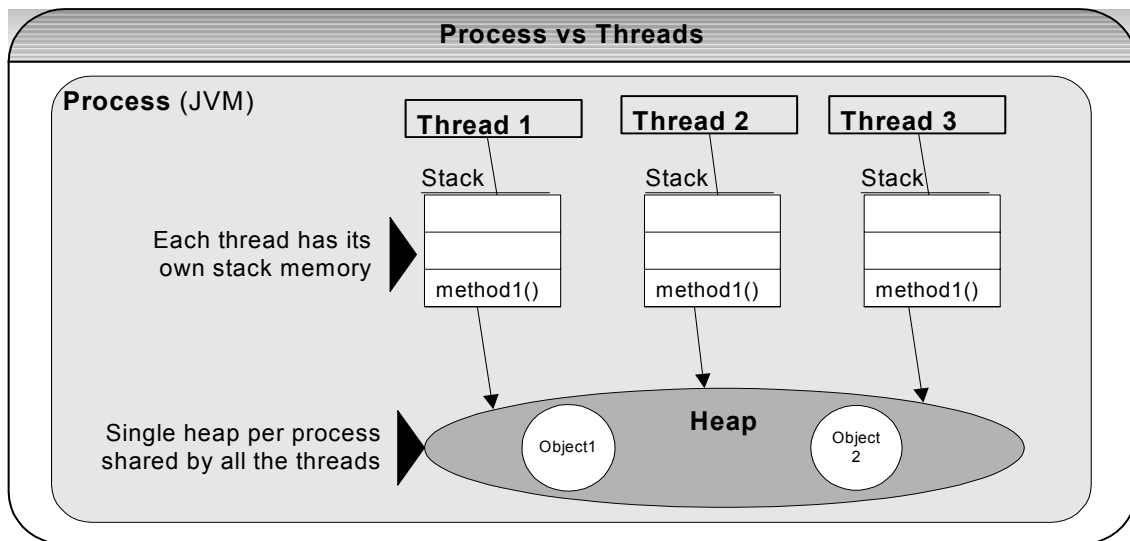 Process vs Threads
Process (JVM)
Thread 1
Thread 2
Thread 3
Stack
Stack
Stack
Each thread has its
own stack memory
method1()
method1()
method1()
Single heap per process
shared by all the threads
Heap
Object1
Object
2